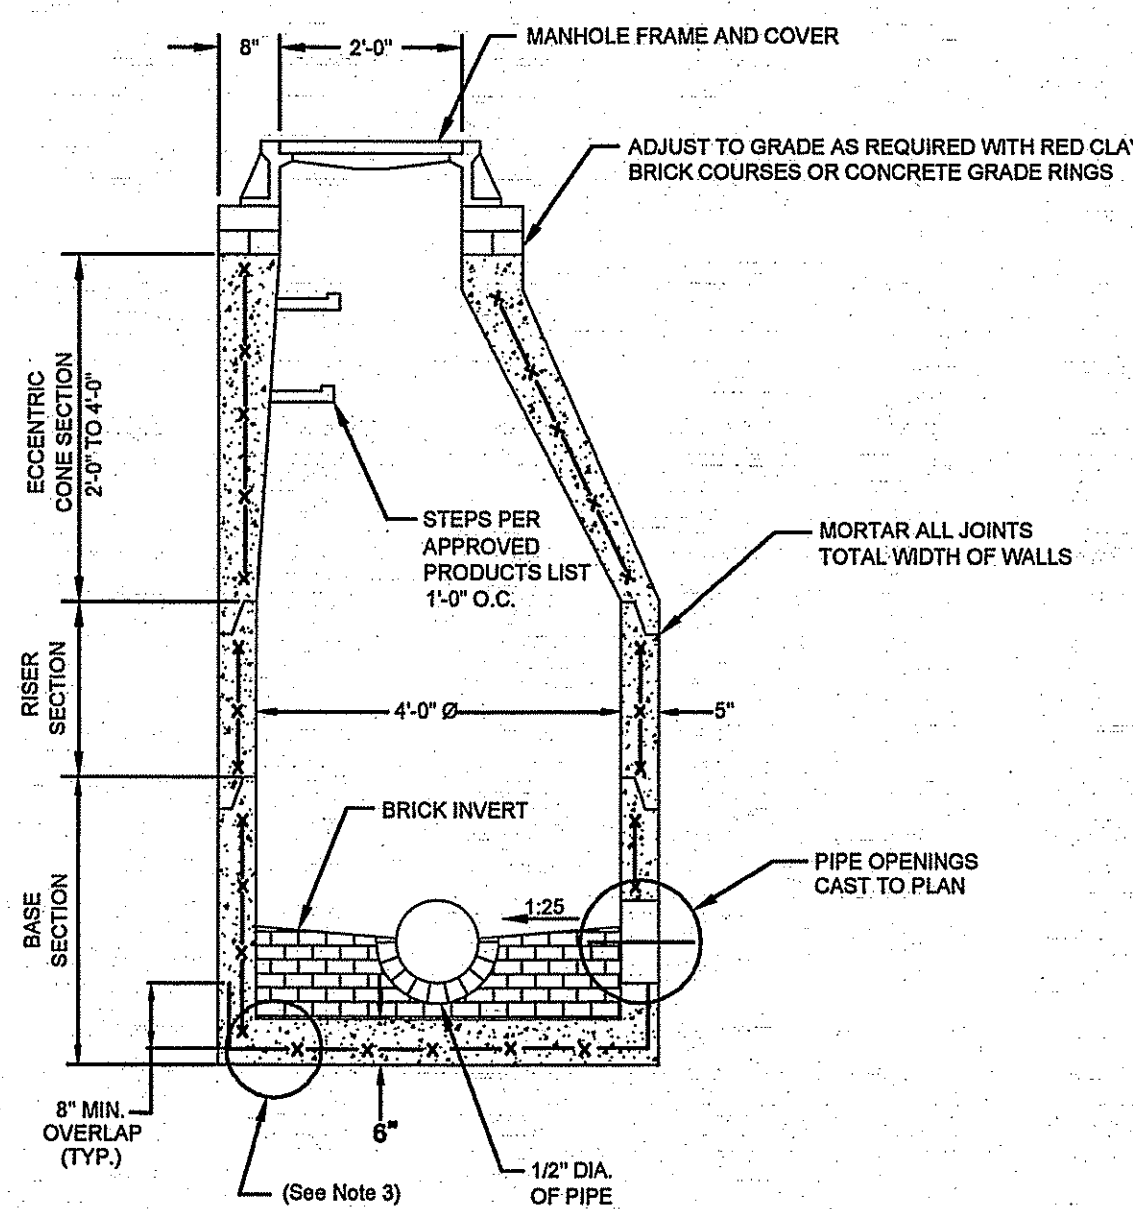 8"
2'-0"
MANHOLE FRAME AND COVER
ADJUST TO GRADE AS REQUIRED WITH RED CLAY
BRICK COURSES OR CONCRETE GRADE RINGS
ECCENTRIC
CONE SECTION
2'-0" TO 4'-0"
STEPS PER
APPROVED
PRODUCTS LIST
1'-0" O.C.
MORTAR ALL JOINTS
TOTAL WIDTH OF WALLS
RISER
SECTION
4'-0" Ø
5"
BRICK INVERT
PIPE OPENINGS
CAST TO PLAN
BASE
SECTION
1:25
8" MIN.
OVERLAP
(TYP.)
6"
(See Note 3)
1/2" DIA.
OF PIPE